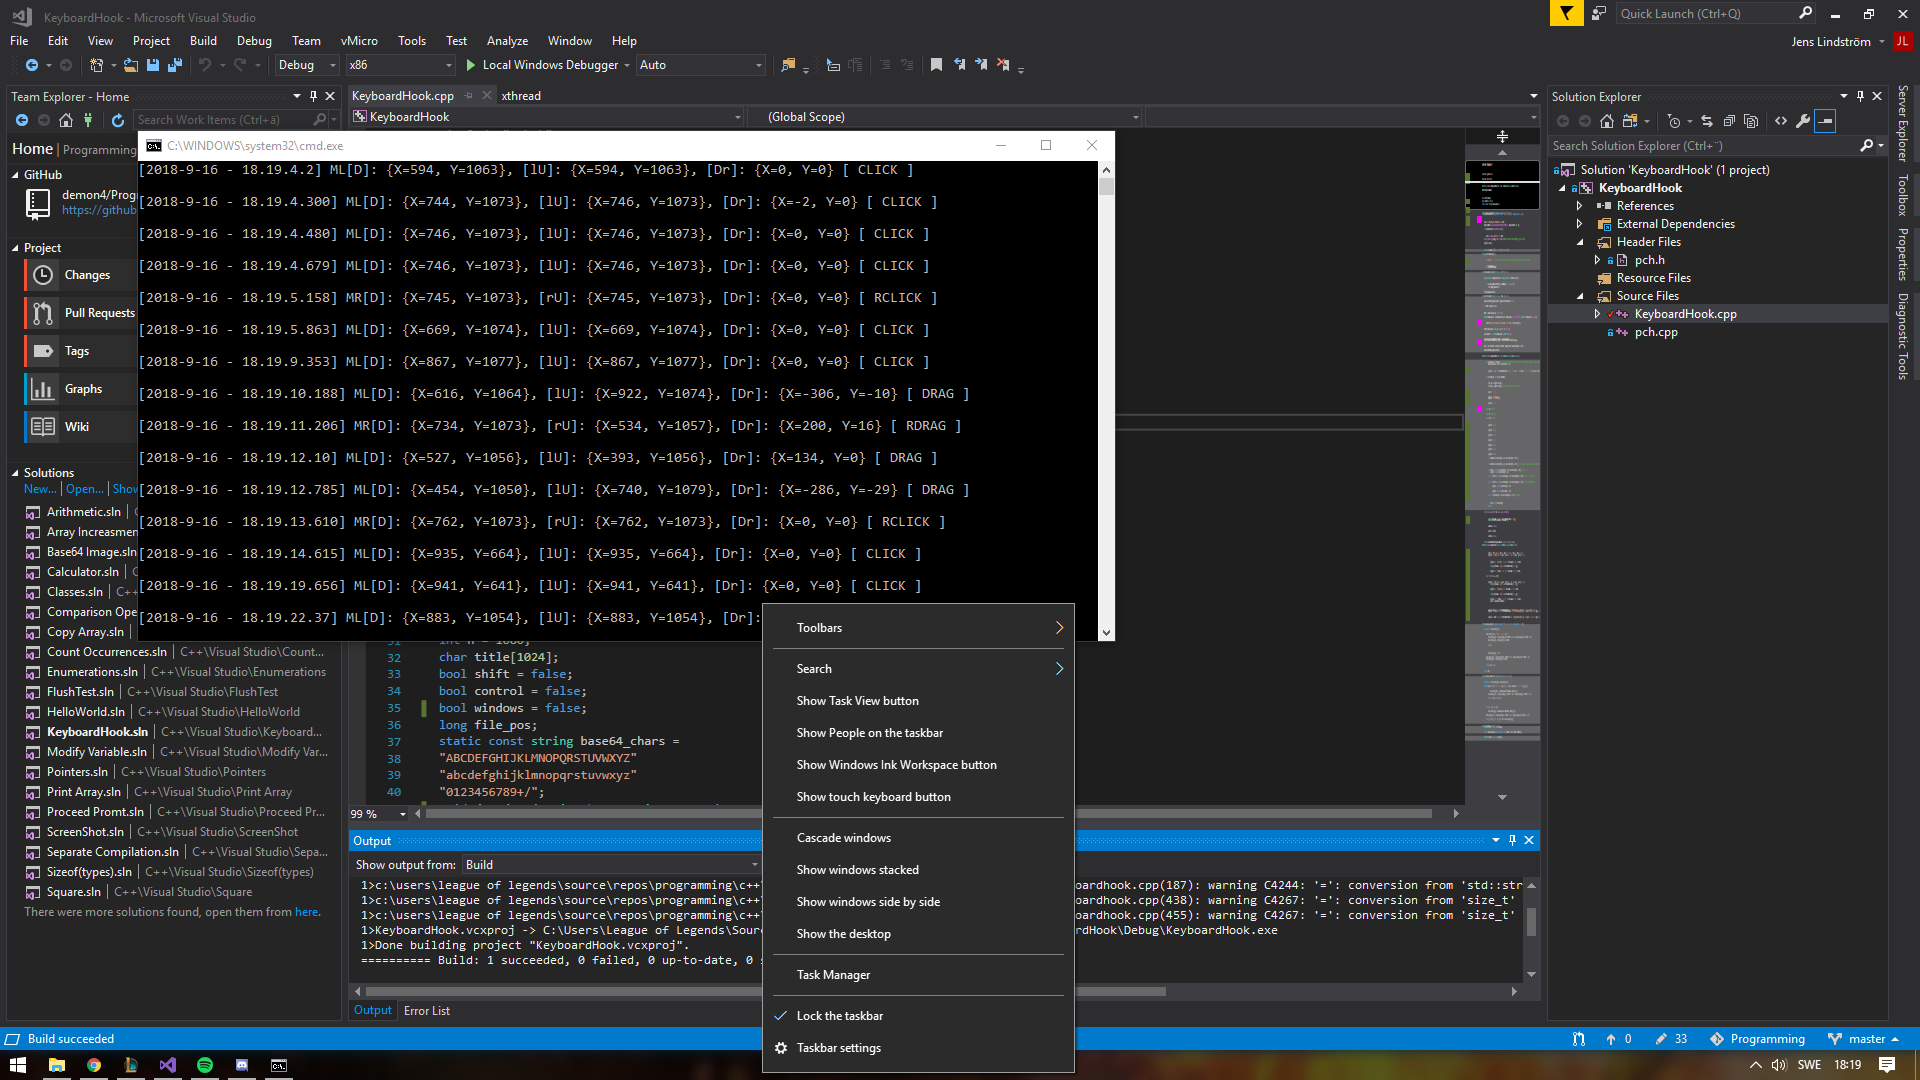 KeyboardHook - Microsoft Visual Studio
Quick Launch (Ctrl+Q)
File Edit View Project Build Debug Team vMicro Tools Test Analyze Window Help
Jens Lindström JL
Debug x86 Local Windows Debugger Auto
Team Explorer - Home
Search Work Items (Ctrl+ä)
Home | Programming
GitHub
demon4/Prog
https://github
Project
Changes
Pull Requests
Tags
Graphs
Wiki
Solutions
New... | Open... | Show
Arithmetic.sln |
Array Increasmen
Base64 Image.sln
Calculator.sln |
Classes.sln | C++
Comparison Ope
Copy Array.sln |
Count Occurrences.sln | C++\Visual Studio\Count...
Enumerations.sln | C++\Visual Studio\Enumerations
FlushTest.sln | C++\Visual Studio\FlushTest
HelloWorld.sln | C++\Visual Studio\HelloWorld
KeyboardHook.sln | C++\Visual Studio\Keyboard...
Modify Variable.sln | C++\Visual Studio\Modify Var...
Pointers.sln | C++\Visual Studio\Pointers
Print Array.sln | C++\Visual Studio\Print Array
Proceed Promt.sln | C++\Visual Studio\Proceed Pr...
ScreenShot.sln | C++\Visual Studio\ScreenShot
Separate Compilation.sln | C++\Visual Studio\Sepa...
Sizeof(types).sln | C++\Visual Studio\Sizeof(types)
Square.sln | C++\Visual Studio\Square
There were more solutions found, open them from here.
KeyboardHook.cpp xthread
KeyboardHook (Global Scope)
C:\WINDOWS\system32\cmd.exe
[2018-9-16 - 18.19.4.2] ML[D]: {X=594, Y=1063}, [lU]: {X=594, Y=1063}, [Dr]: {X=0, Y=0} [ CLICK ]
[2018-9-16 - 18.19.4.300] ML[D]: {X=744, Y=1073}, [lU]: {X=746, Y=1073}, [Dr]: {X=-2, Y=0} [ CLICK ]
[2018-9-16 - 18.19.4.480] ML[D]: {X=746, Y=1073}, [lU]: {X=746, Y=1073}, [Dr]: {X=0, Y=0} [ CLICK ]
[2018-9-16 - 18.19.4.679] ML[D]: {X=746, Y=1073}, [lU]: {X=746, Y=1073}, [Dr]: {X=0, Y=0} [ CLICK ]
[2018-9-16 - 18.19.5.158] MR[D]: {X=745, Y=1073}, [rU]: {X=745, Y=1073}, [Dr]: {X=0, Y=0} [ RCLICK ]
[2018-9-16 - 18.19.5.863] ML[D]: {X=669, Y=1074}, [lU]: {X=669, Y=1074}, [Dr]: {X=0, Y=0} [ CLICK ]
[2018-9-16 - 18.19.9.353] ML[D]: {X=867, Y=1077}, [lU]: {X=867, Y=1077}, [Dr]: {X=0, Y=0} [ CLICK ]
[2018-9-16 - 18.19.10.188] ML[D]: {X=616, Y=1064}, [lU]: {X=922, Y=1074}, [Dr]: {X=-306, Y=-10} [ DRAG ]
[2018-9-16 - 18.19.11.206] MR[D]: {X=734, Y=1073}, [rU]: {X=534, Y=1057}, [Dr]: {X=200, Y=16} [ RDRAG ]
[2018-9-16 - 18.19.12.10] ML[D]: {X=527, Y=1056}, [lU]: {X=393, Y=1056}, [Dr]: {X=134, Y=0} [ DRAG ]
[2018-9-16 - 18.19.12.785] ML[D]: {X=454, Y=1050}, [lU]: {X=740, Y=1079}, [Dr]: {X=-286, Y=-29} [ DRAG ]
[2018-9-16 - 18.19.13.610] MR[D]: {X=762, Y=1073}, [rU]: {X=762, Y=1073}, [Dr]: {X=0, Y=0} [ RCLICK ]
[2018-9-16 - 18.19.14.615] ML[D]: {X=935, Y=664}, [lU]: {X=935, Y=664}, [Dr]: {X=0, Y=0} [ CLICK ]
[2018-9-16 - 18.19.19.656] ML[D]: {X=941, Y=641}, [lU]: {X=941, Y=641}, [Dr]: {X=0, Y=0} [ CLICK ]
[2018-9-16 - 18.19.22.37] ML[D]: {X=883, Y=1054}, [lU]: {X=883, Y=1054}, [Dr]:
32 char title[1024];
33 bool shift = false;
34 bool control = false;
35 bool windows = false;
36 long file_pos;
37 static const string base64_chars =
38 "ABCDEFGHIJKLMNOPQRSTUVWXYZ"
39 "abcdefghijklmnopqrstuvwxyz"
40 "0123456789+/";
99 %
Toolbars
Search
Show Task View button
Show People on the taskbar
Show Windows Ink Workspace button
Show touch keyboard button
Cascade windows
Show windows stacked
Show windows side by side
Show the desktop
Task Manager
Lock the taskbar
Taskbar settings
Output
Show output from: Build
1>c:\users\league of legends\source\repos\programming\c++\ boardhook.cpp(187): warning C4244: '=': conversion from 'std::str
1>c:\users\league of legends\source\repos\programming\c++\ boardhook.cpp(438): warning C4267: '=': conversion from 'size_t'
1>c:\users\league of legends\source\repos\programming\c++\ boardhook.cpp(455): warning C4267: '=': conversion from 'size_t'
1>KeyboardHook.vcxproj -> C:\Users\League of Legends\Sour ardHook\Debug\KeyboardHook.exe
1>Done building project "KeyboardHook.vcxproj".
========== Build: 1 succeeded, 0 failed, 0 up-to-date, 0 s
Output Error List
Solution Explorer
Search Solution Explorer (Ctrl+¨)
Solution 'KeyboardHook' (1 project)
KeyboardHook
References
External Dependencies
Header Files
pch.h
Resource Files
Source Files
KeyboardHook.cpp
pch.cpp
Server Explorer
Toolbox
Properties
Diagnostic Tools
Build succeeded
0 33 Programming master
SWE 18:19